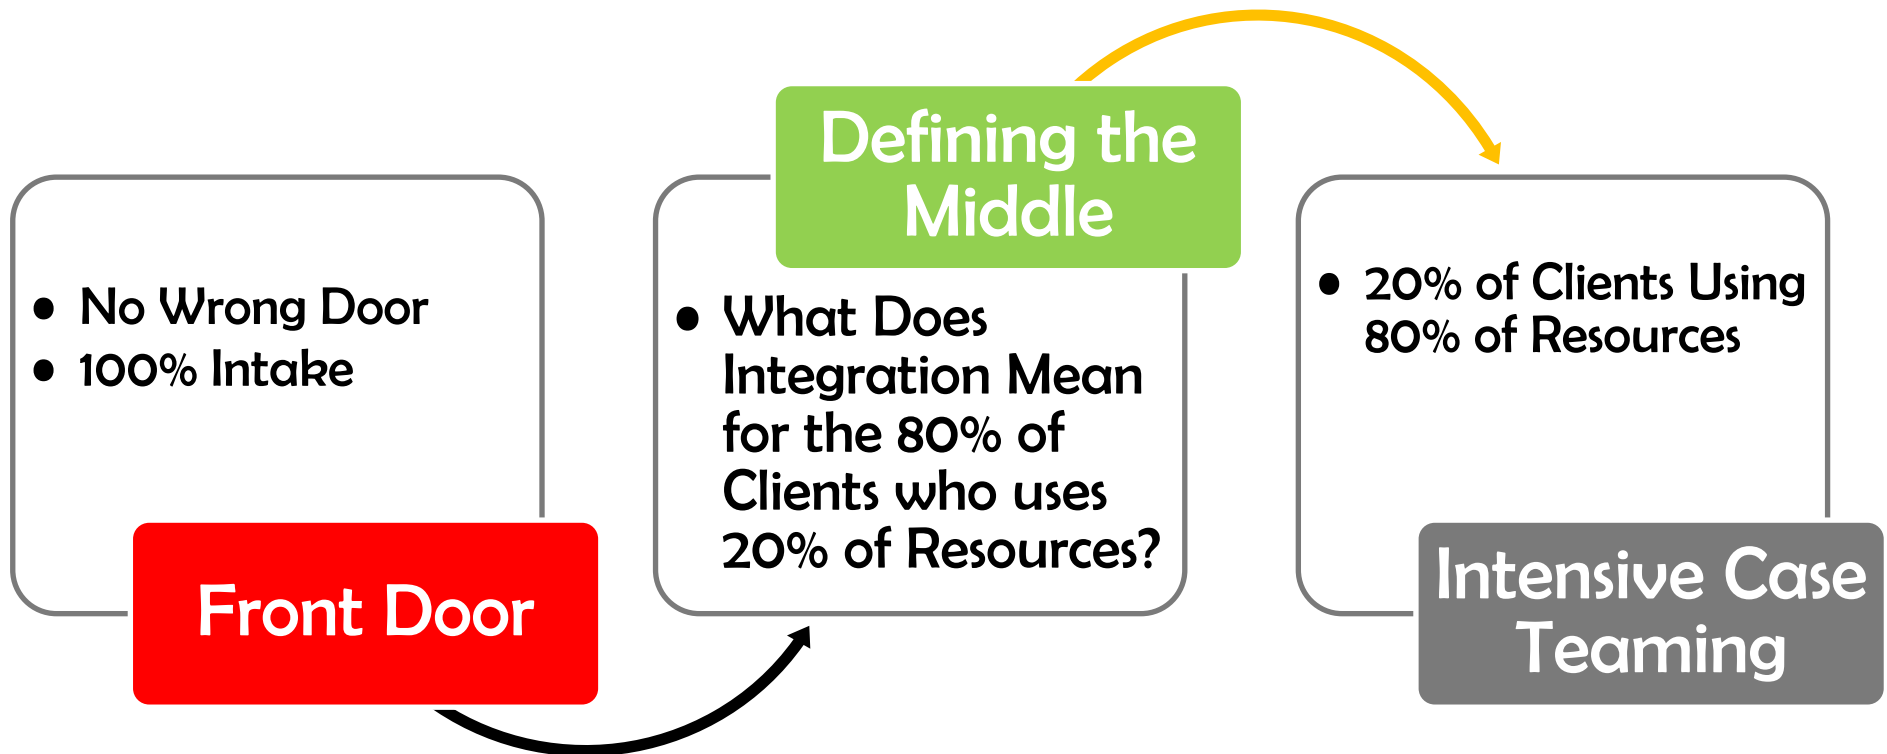 • No Wrong Door
• 100% Intake
Front Door
Defining the
Middle
• What Does
Integration Mean
for the 80% of
Clients who uses
20% of Resources?
• 20% of Clients Using
80% of Resources
Intensive Case
Teaming